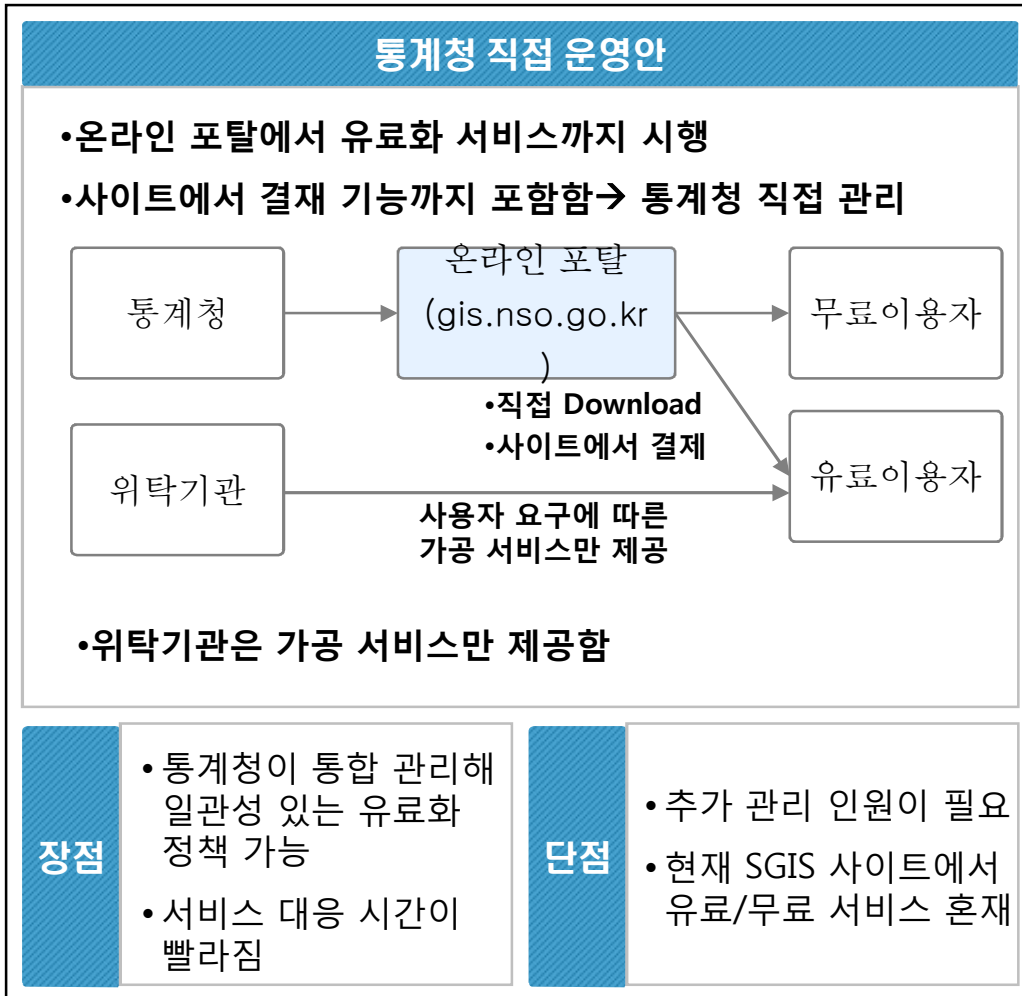 통계청 직접 운영안
•온라인 포탈에서 유료화 서비스까지 시행
•사이트에서 결재 기능까지 포함함→ 통계청 직접 관리
통계청
온라인 포탈
(gis.nso.go.kr
)
무료이용자
•직접 Download
•사이트에서 결제
위탁기관
유료이용자
사용자 요구에 따른
가공 서비스만 제공
•위탁기관은 가공 서비스만 제공함
장점
• 통계청이 통합 관리해
일관성 있는 유료화
정책 가능
• 서비스 대응 시간이
빨라짐
단점
• 추가 관리 인원이 필요
• 현재 SGIS 사이트에서
유료/무료 서비스 혼재